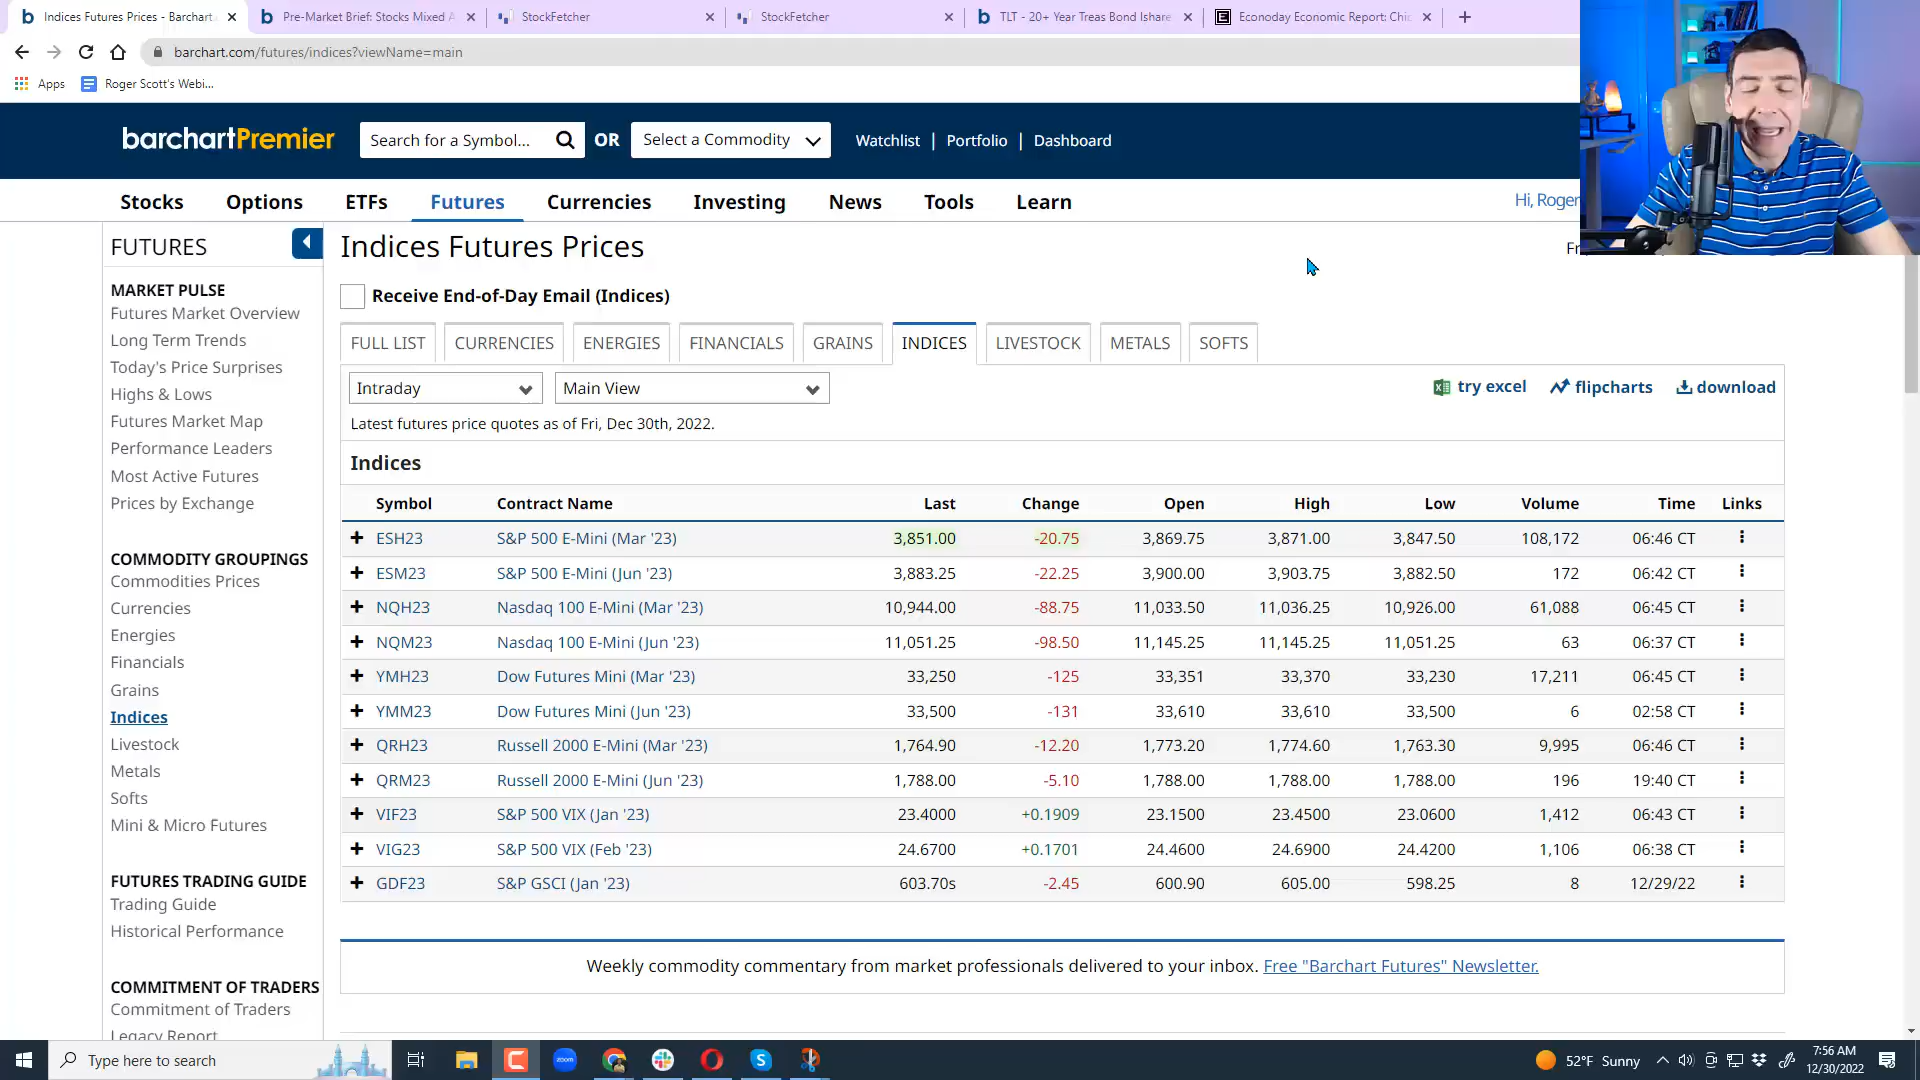 Indices Futures Prices - Barchart
Pre-Market Brief: Stocks Mixed A
StockFetcher
StockFetcher
TLT - 20+ Year Treas Bond Ishare
Econoday Economic Report: Chi
barchart.com/futures/indices?viewName=main
Apps
Roger Scott's Webi...
barchartPremier
Search for a Symbol...
OR
Select a Commodity
Watchlist | Portfolio | Dashboard
Stocks Options ETFs Futures Currencies Investing News Tools Learn
Hi, Roger
FUTURES
MARKET PULSE
Futures Market Overview
Long Term Trends
Today's Price Surprises
Highs & Lows
Futures Market Map
Performance Leaders
Most Active Futures
Prices by Exchange
COMMODITY GROUPINGS
Commodities Prices
Currencies
Energies
Financials
Grains
Indices
Livestock
Metals
Softs
Mini & Micro Futures
FUTURES TRADING GUIDE
Trading Guide
Historical Performance
COMMITMENT OF TRADERS
Commitment of Traders
Legacy Report
Indices Futures Prices
Receive End-of-Day Email (Indices)
FULL LIST CURRENCIES ENERGIES FINANCIALS GRAINS INDICES LIVESTOCK METALS SOFTS
Intraday
Main View
try excel flipcharts download
Latest futures price quotes as of Fri, Dec 30th, 2022.
Indices
Symbol Contract Name Last Change Open High Low Volume Time Links
ESH23 S&P 500 E-Mini (Mar '23) 3,851.00 -20.75 3,869.75 3,871.00 3,847.50 108,172 06:46 CT
ESM23 S&P 500 E-Mini (Jun '23) 3,883.25 -22.25 3,900.00 3,903.75 3,882.50 172 06:42 CT
NQH23 Nasdaq 100 E-Mini (Mar '23) 10,944.00 -88.75 11,033.50 11,036.25 10,926.00 61,088 06:45 CT
NQM23 Nasdaq 100 E-Mini (Jun '23) 11,051.25 -98.50 11,145.25 11,145.25 11,051.25 63 06:37 CT
YMH23 Dow Futures Mini (Mar '23) 33,250 -125 33,351 33,370 33,230 17,211 06:45 CT
YMM23 Dow Futures Mini (Jun '23) 33,500 -131 33,610 33,610 33,500 6 02:58 CT
QRH23 Russell 2000 E-Mini (Mar '23) 1,764.90 -12.20 1,773.20 1,774.60 1,763.30 9,995 06:46 CT
QRM23 Russell 2000 E-Mini (Jun '23) 1,788.00 -5.10 1,788.00 1,788.00 1,788.00 196 19:40 CT
VIF23 S&P 500 VIX (Jan '23) 23.4000 +0.1909 23.1500 23.4500 23.0600 1,412 06:43 CT
VIG23 S&P 500 VIX (Feb '23) 24.6700 +0.1701 24.4600 24.6900 24.4200 1,106 06:38 CT
GDF23 S&P GSCI (Jan '23) 603.70s -2.45 600.90 605.00 598.25 8 12/29/22
Weekly commodity commentary from market professionals delivered to your inbox. Free "Barchart Futures" Newsletter.
Type here to search
zoom
52°F Sunny
7:56 AM
12/30/2022